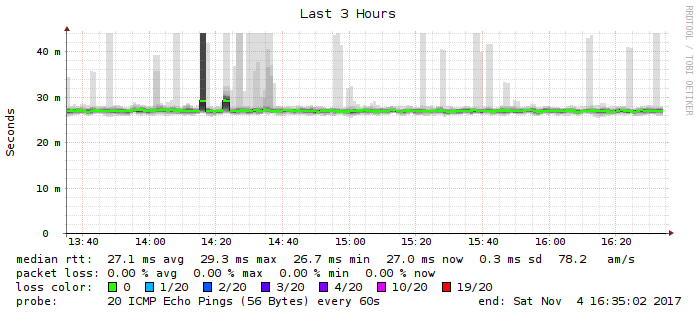 Last 3 Hours
RRDTOOL / TOBI OETIKER
Seconds
40 m
30 m
20 m
10 m
0
13:40 14:00 14:20 14:40 15:00 15:20 15:40 16:00 16:20
median rtt: 27.1 ms avg 29.3 ms max 26.7 ms min 27.0 ms now 0.3 ms sd 78.2 am/s
packet loss: 0.00 % avg 0.00 % max 0.00 % min 0.00 % now
loss color: 0 1/20 2/20 3/20 4/20 10/20 19/20
probe: 20 ICMP Echo Pings (56 Bytes) every 60s end: Sat Nov 4 16:35:02 2017